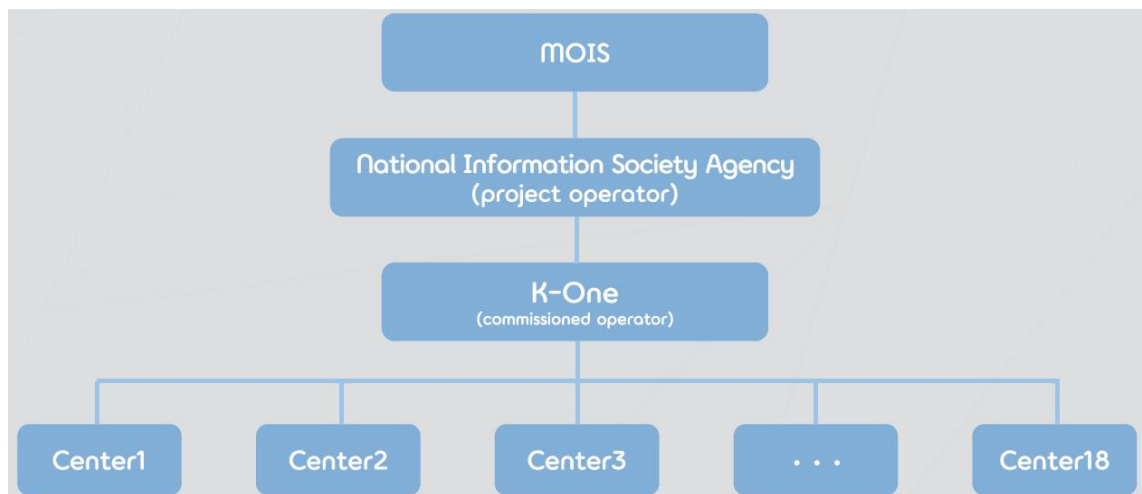 MOIS
National Information Society Agency
(project operator)
K-One
(commissioned operator)
Center1
Center2
Center3
. . .
Center18